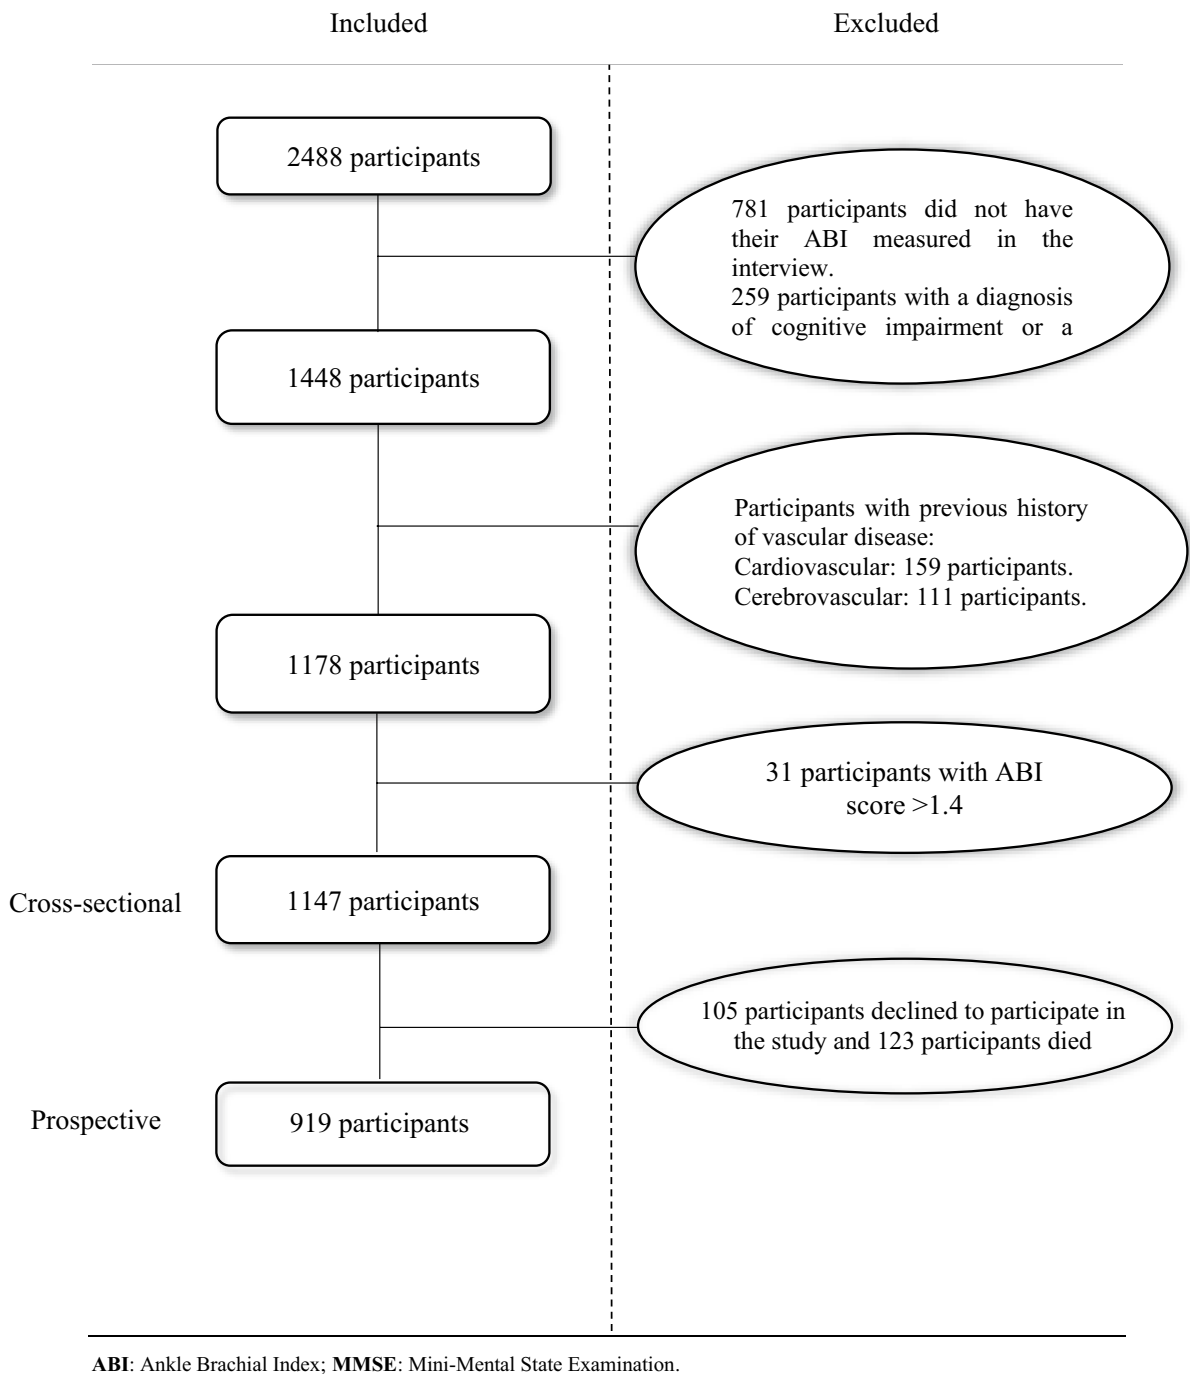 Included
Excluded
2488 participants
781 participants did not have
their ABI measured in the
interview.
259 participants with a diagnosis
of cognitive impairment or a
1448 participants
Participants with previous history
of vascular disease:
Cardiovascular: 159 participants.
Cerebrovascular: 111 participants.
1178 participants
31 participants with ABI
score >1.4
Cross-sectional
1147 participants
105 participants declined to participate in
the study and 123 participants died
Prospective
919 participants
ABI: Ankle Brachial Index; MMSE: Mini-Mental State Examination.